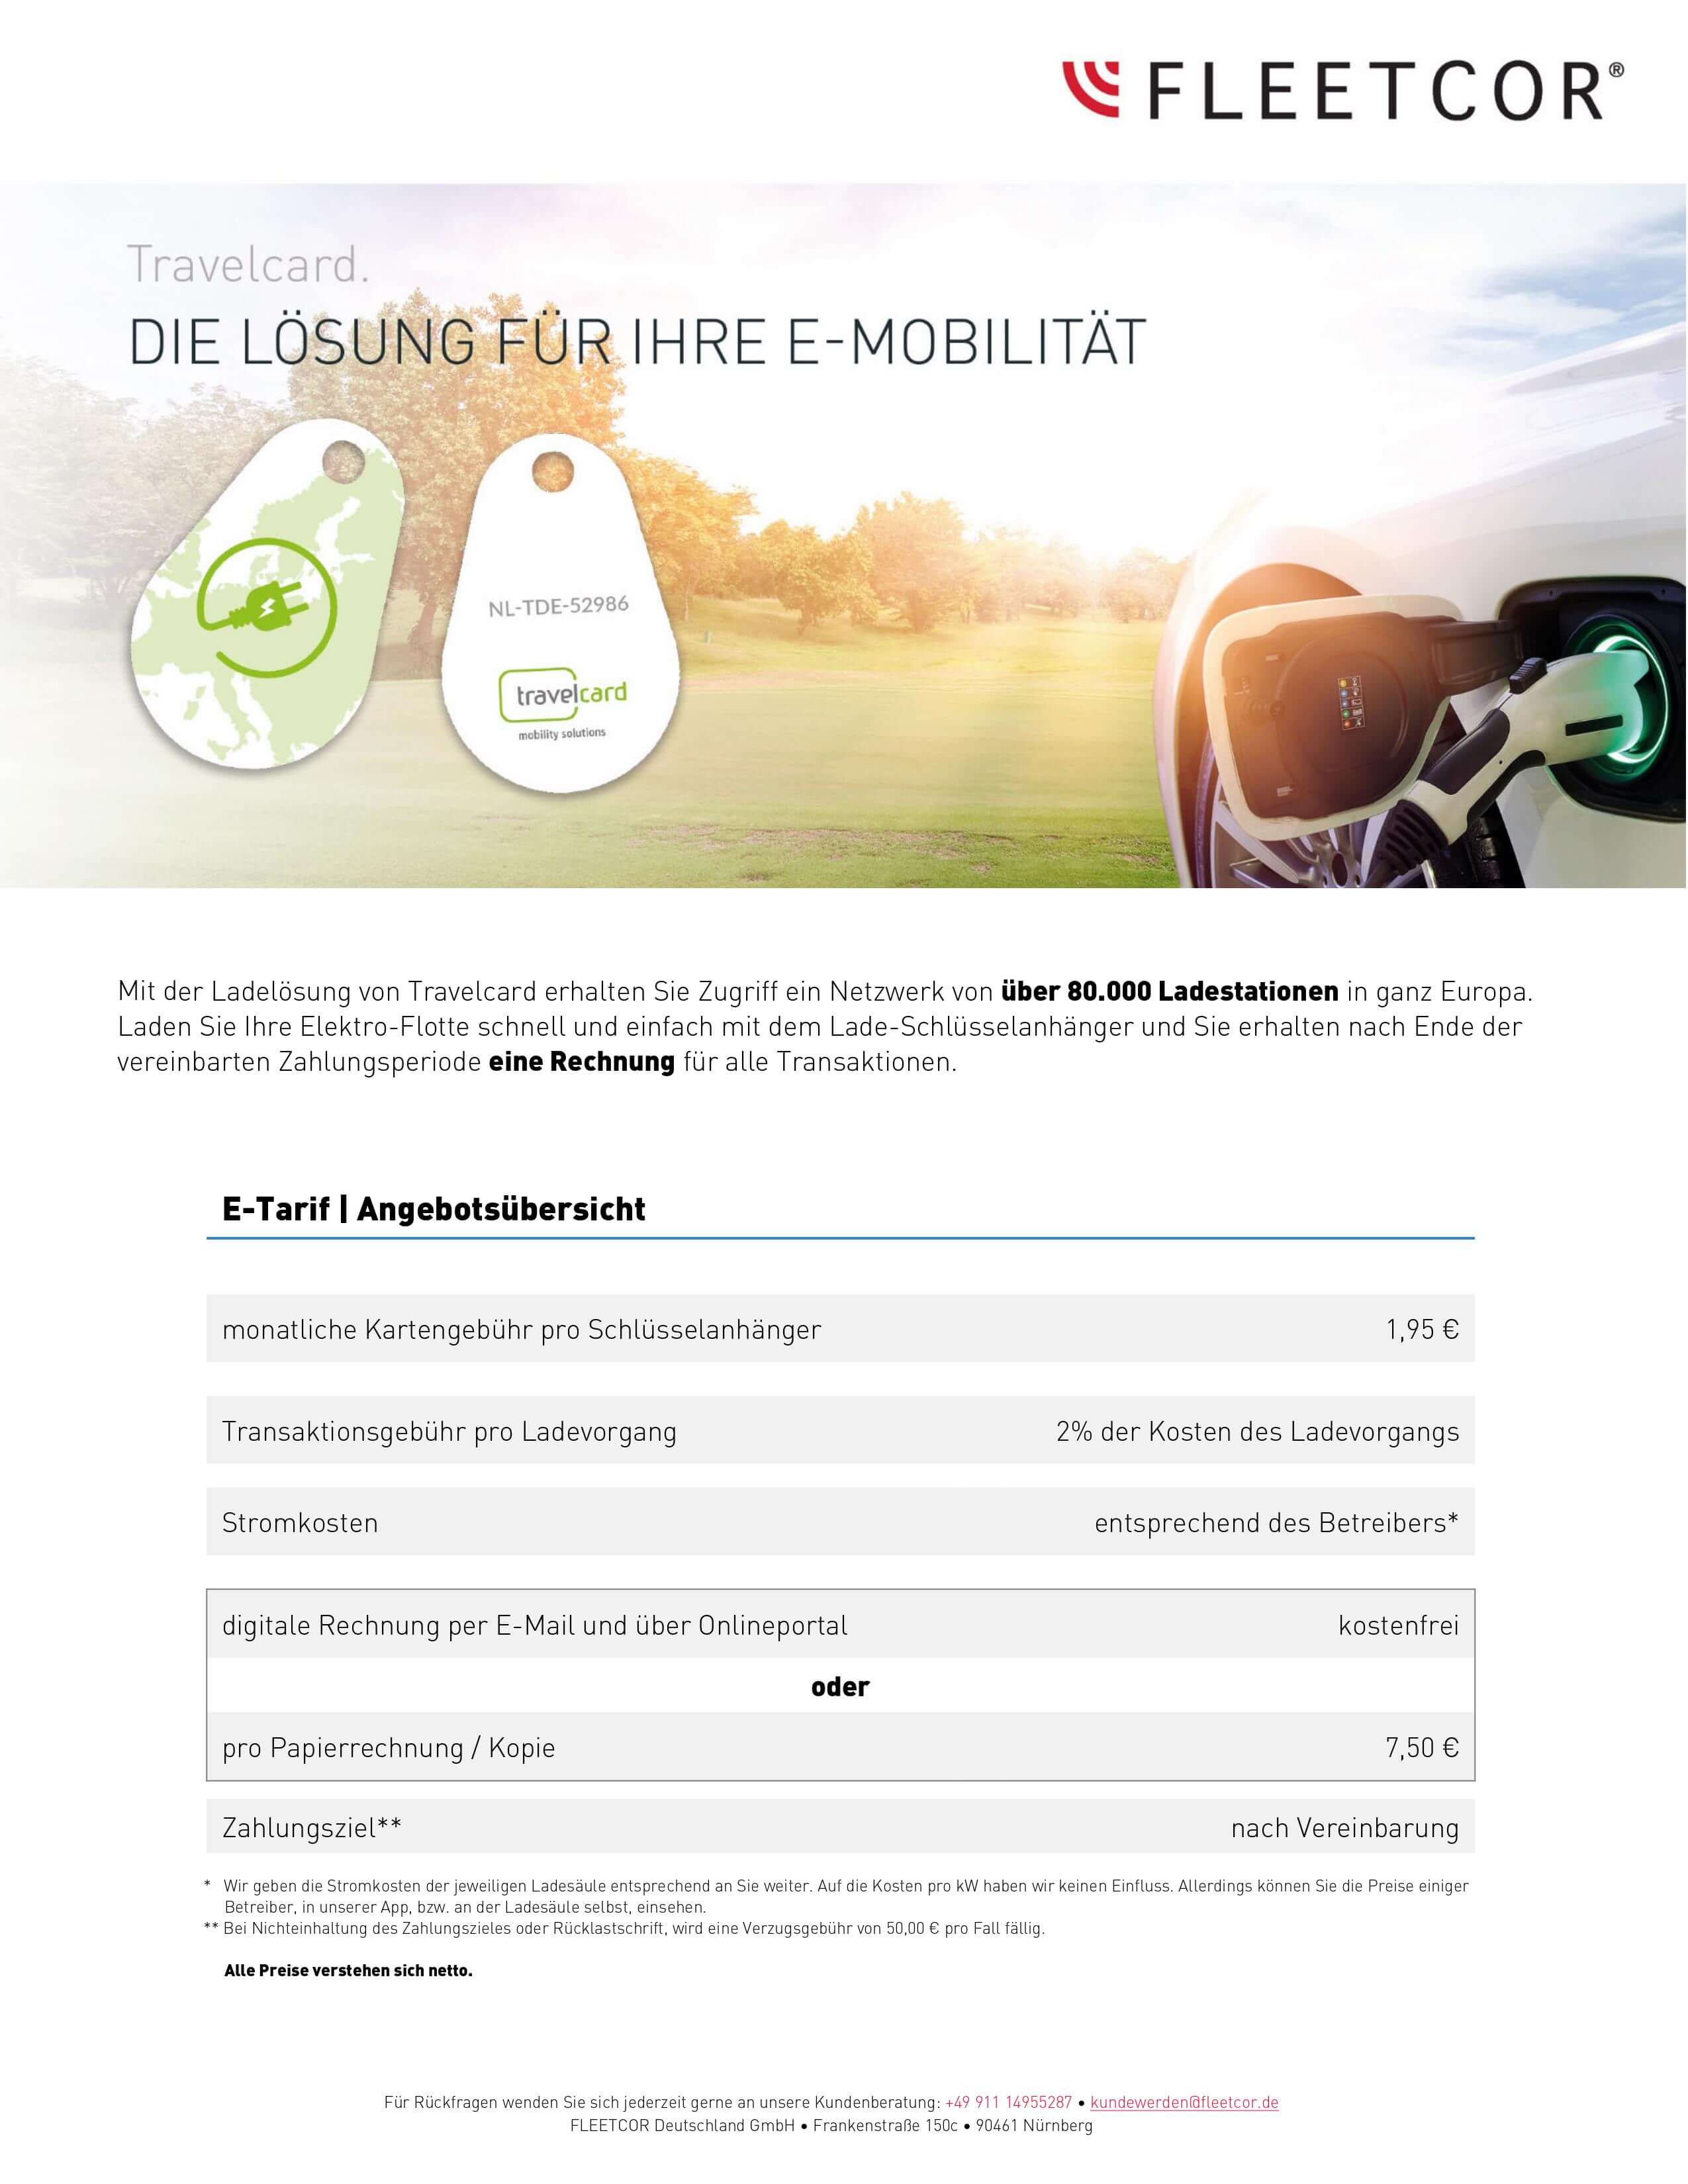 FLEETCOR®
Travelcard.
DIE LÖSUNG FÜR IHRE E-MOBILITÄT
NL-TDE-52986
travelcard
mobility solutions
Mit der Ladelösung von Travelcard erhalten Sie Zugriff ein Netzwerk von über 80.000 Ladestationen in ganz Europa.
Laden Sie Ihre Elektro-Flotte schnell und einfach mit dem Lade-Schlüsselanhänger und Sie erhalten nach Ende der
vereinbarten Zahlungsperiode eine Rechnung für alle Transaktionen.
E-Tarif | Angebotsübersicht
monatliche Kartengebühr pro Schlüsselanhänger 1,95 €
Transaktionsgebühr pro Ladevorgang 2% der Kosten des Ladevorgangs
Stromkosten entsprechend des Betreibers*
digitale Rechnung per E-Mail und über Onlineportal kostenfrei
oder
pro Papierrechnung / Kopie 7,50 €
Zahlungsziel** nach Vereinbarung
* Wir geben die Stromkosten der jeweiligen Ladesäule entsprechend an Sie weiter. Auf die Kosten pro kW haben wir keinen Einfluss. Allerdings können Sie die Preise einiger
Betreiber, in unserer App, bzw. an der Ladesäule selbst, einsehen.
** Bei Nichteinhaltung des Zahlungszieles oder Rücklastschrift, wird eine Verzugsgebühr von 50,00 € pro Fall fällig.
Alle Preise verstehen sich netto.
Für Rückfragen wenden Sie sich jederzeit gerne an unsere Kundenberatung: +49 911 14955287 • kundewerden@fleetcor.de
FLEETCOR Deutschland GmbH • Frankenstraße 150c • 90461 Nürnberg